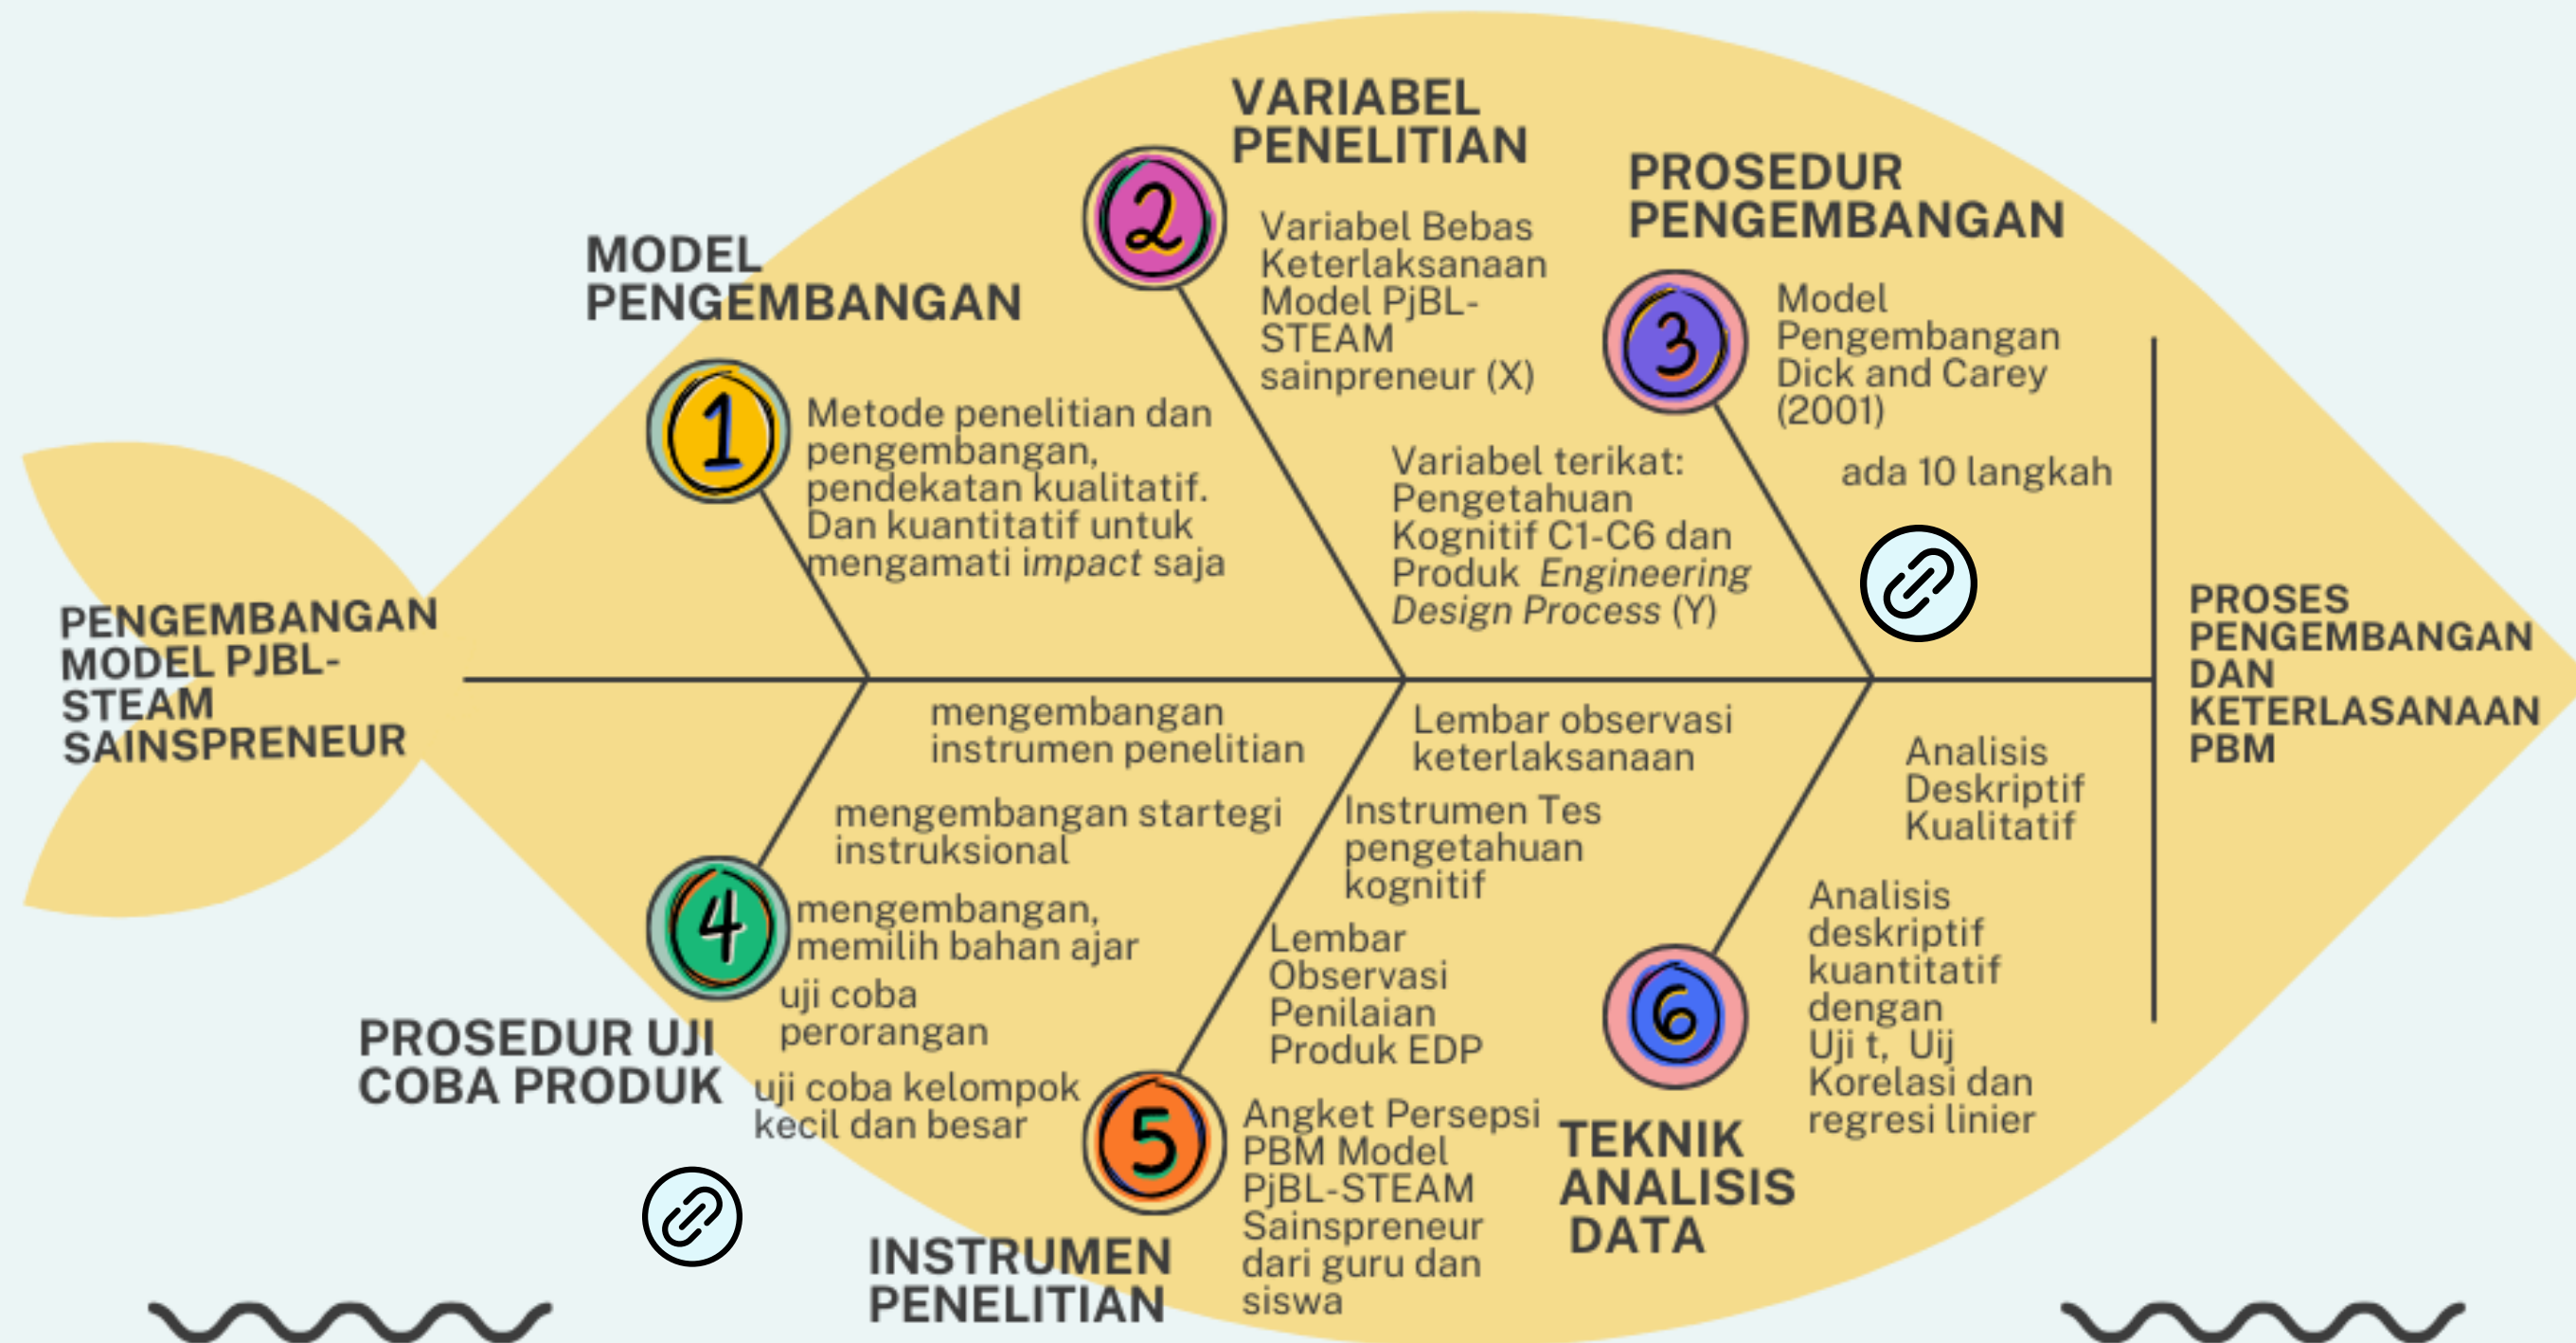 PENGEMBANGAN
MODEL PJBL-
STEAM
SAINSPRENEUR
MODEL
PENGEMBANGAN
1
Metode penelitian dan
pengembangan,
pendekatan kualitatif.
Dan kuantitatif untuk
mengamati impact saja
VARIABEL
PENELITIAN
2
Variabel Bebas
Keterlaksanaan
Model PjBL-
STEAM
sainpreneur (X)
Variabel terikat:
Pengetahuan
Kognitif C1-C6 dan
Produk Engineering
Design Process (Y)
PROSEDUR
PENGEMBANGAN
3
Model
Pengembangan
Dick and Carey
(2001)
ada 10 langkah
PROSES
PENGEMBANGAN
DAN
KETERLASANAAN
PBM
4
PROSEDUR UJI
COBA PRODUK
mengembangan
instrumen penelitian
mengembangan startegi
instruksional
mengembangan,
memilih bahan ajar
uji coba
perorangan
uji coba kelompok
kecil dan besar
5
INSTRUMEN
PENELITIAN
Lembar observasi
keterlaksanaan
Instrumen Tes
pengetahuan
kognitif
Lembar
Observasi
Penilaian
Produk EDP
Angket Persepsi
PBM Model
PjBL-STEAM
Sainspreneur
dari guru dan
siswa
6
TEKNIK
ANALISIS
DATA
Analisis
Deskriptif
Kualitatif
Analisis
deskriptif
kuantitatif
dengan
Uji t, Uij
Korelasi dan
regresi linier